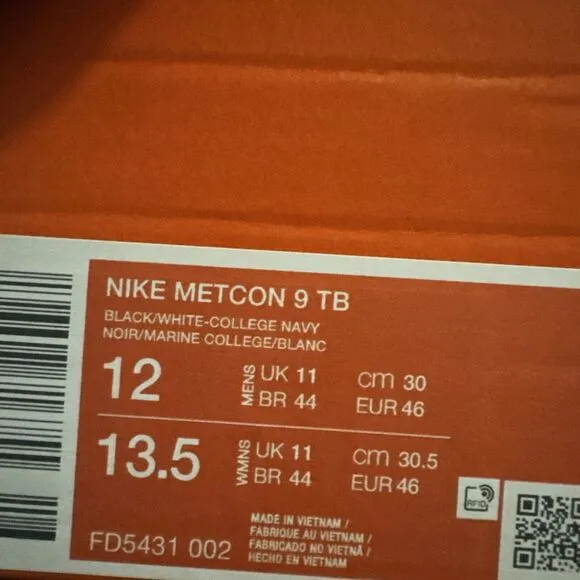 NIKE METCON 9 TB
BLACK/WHITE-COLLEGE NAVY
NOIR/MARINE COLLEGE/BLANC
12 MENS UK 11 cm 30
BR 44 EUR 46
13.5 WMNS UK 11 cm 30.5
BR 44 EUR 46
RFID
FD5431 002
MADE IN VIETNAM /
FABRIQUE AU VIETNAM /
FABRICADO NO VIETNÃ /
HECHO EN VIETNAM